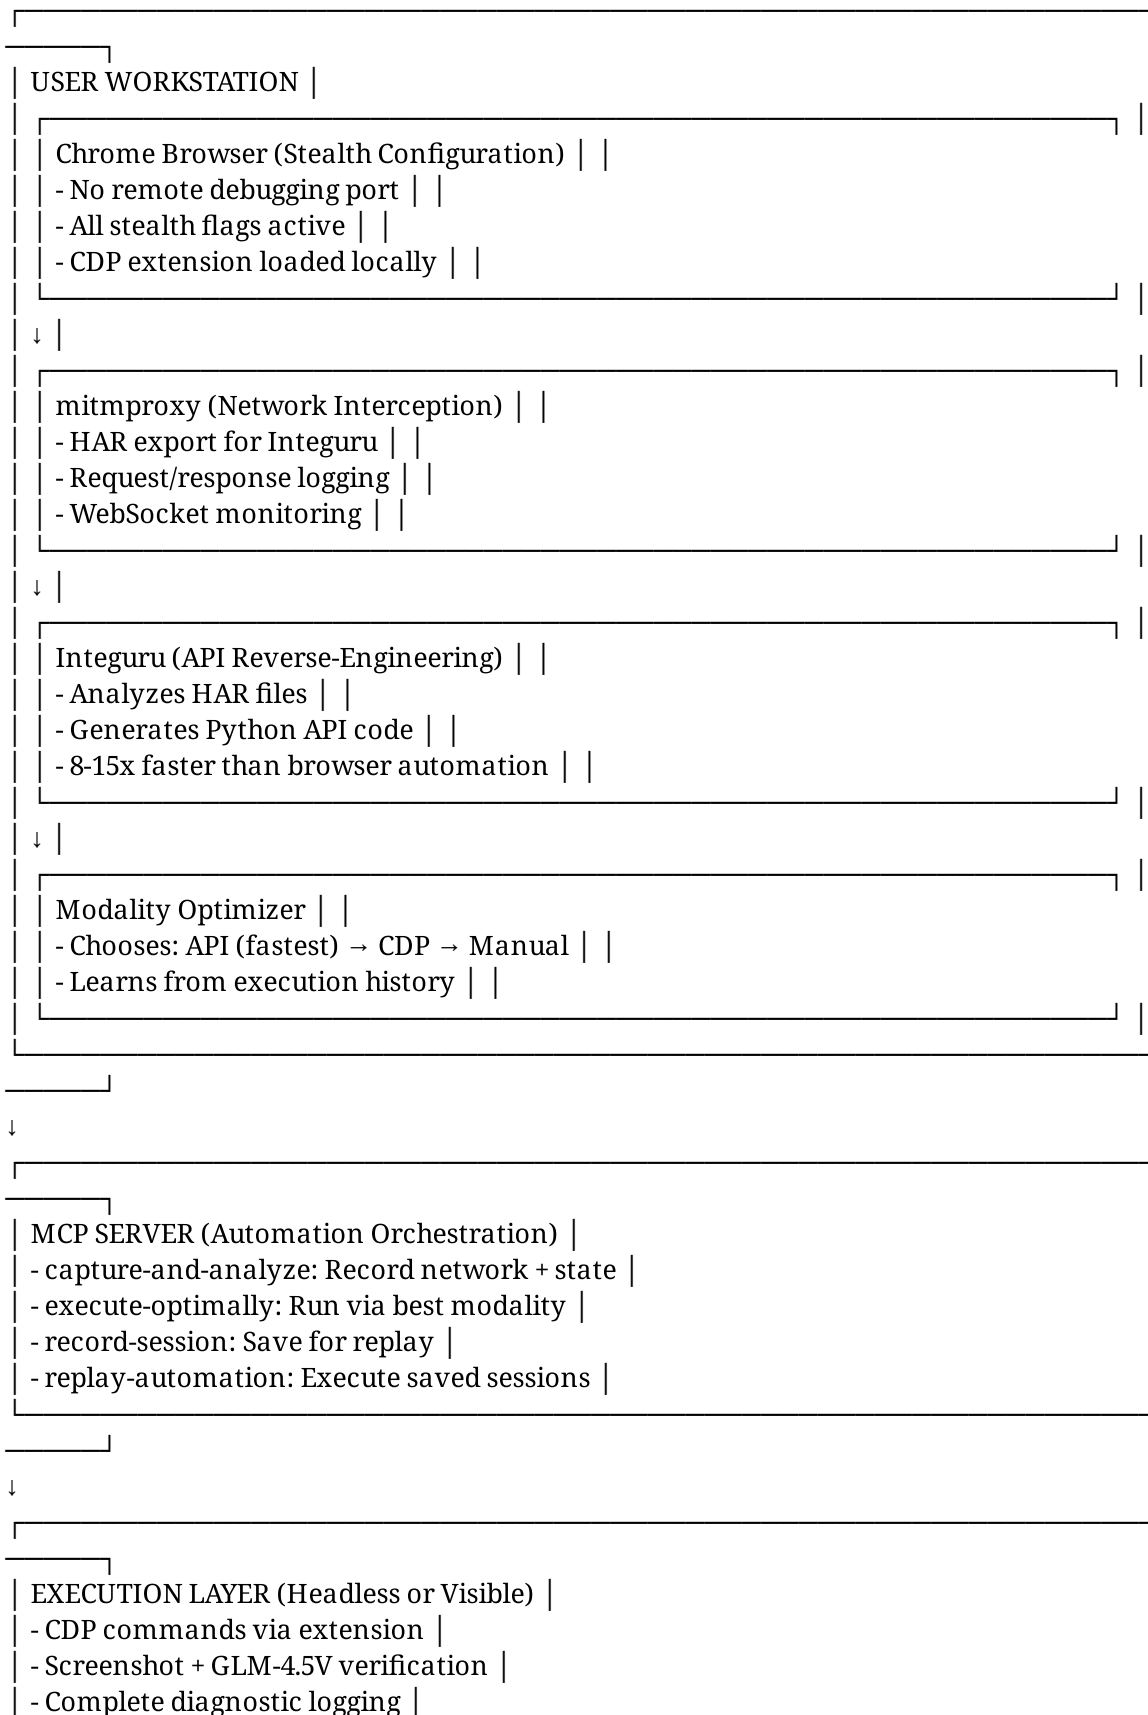 ┌──────────────────────────────────────────────────────────────
─────┐
│ USER WORKSTATION │
│ ┌─────────────────────────────────────────────────────────┐ │
│ │ Chrome Browser (Stealth Configuration) │ │
│ │ - No remote debugging port │ │
│ │ - All stealth flags active │ │
│ │ - CDP extension loaded locally │ │
│ └─────────────────────────────────────────────────────────┘ │
│ ↓ │
│ ┌─────────────────────────────────────────────────────────┐ │
│ │ mitmproxy (Network Interception) │ │
│ │ - HAR export for Integuru │ │
│ │ - Request/response logging │ │
│ │ - WebSocket monitoring │ │
│ └─────────────────────────────────────────────────────────┘ │
│ ↓ │
│ ┌─────────────────────────────────────────────────────────┐ │
│ │ Integuru (API Reverse-Engineering) │ │
│ │ - Analyzes HAR files │ │
│ │ - Generates Python API code │ │
│ │ - 8-15x faster than browser automation │ │
│ └─────────────────────────────────────────────────────────┘ │
│ ↓ │
│ ┌─────────────────────────────────────────────────────────┐ │
│ │ Modality Optimizer │ │
│ │ - Chooses: API (fastest) → CDP → Manual │ │
│ │ - Learns from execution history │ │
│ └─────────────────────────────────────────────────────────┘ │
└──────────────────────────────────────────────────────────────
─────┘
↓
┌──────────────────────────────────────────────────────────────
─────┐
│ MCP SERVER (Automation Orchestration) │
│ - capture-and-analyze: Record network + state │
│ - execute-optimally: Run via best modality │
│ - record-session: Save for replay │
│ - replay-automation: Execute saved sessions │
└──────────────────────────────────────────────────────────────
─────┘
↓
┌──────────────────────────────────────────────────────────────
─────┐
│ EXECUTION LAYER (Headless or Visible) │
│ - CDP commands via extension │
│ - Screenshot + GLM-4.5V verification │
│ - Complete diagnostic logging │